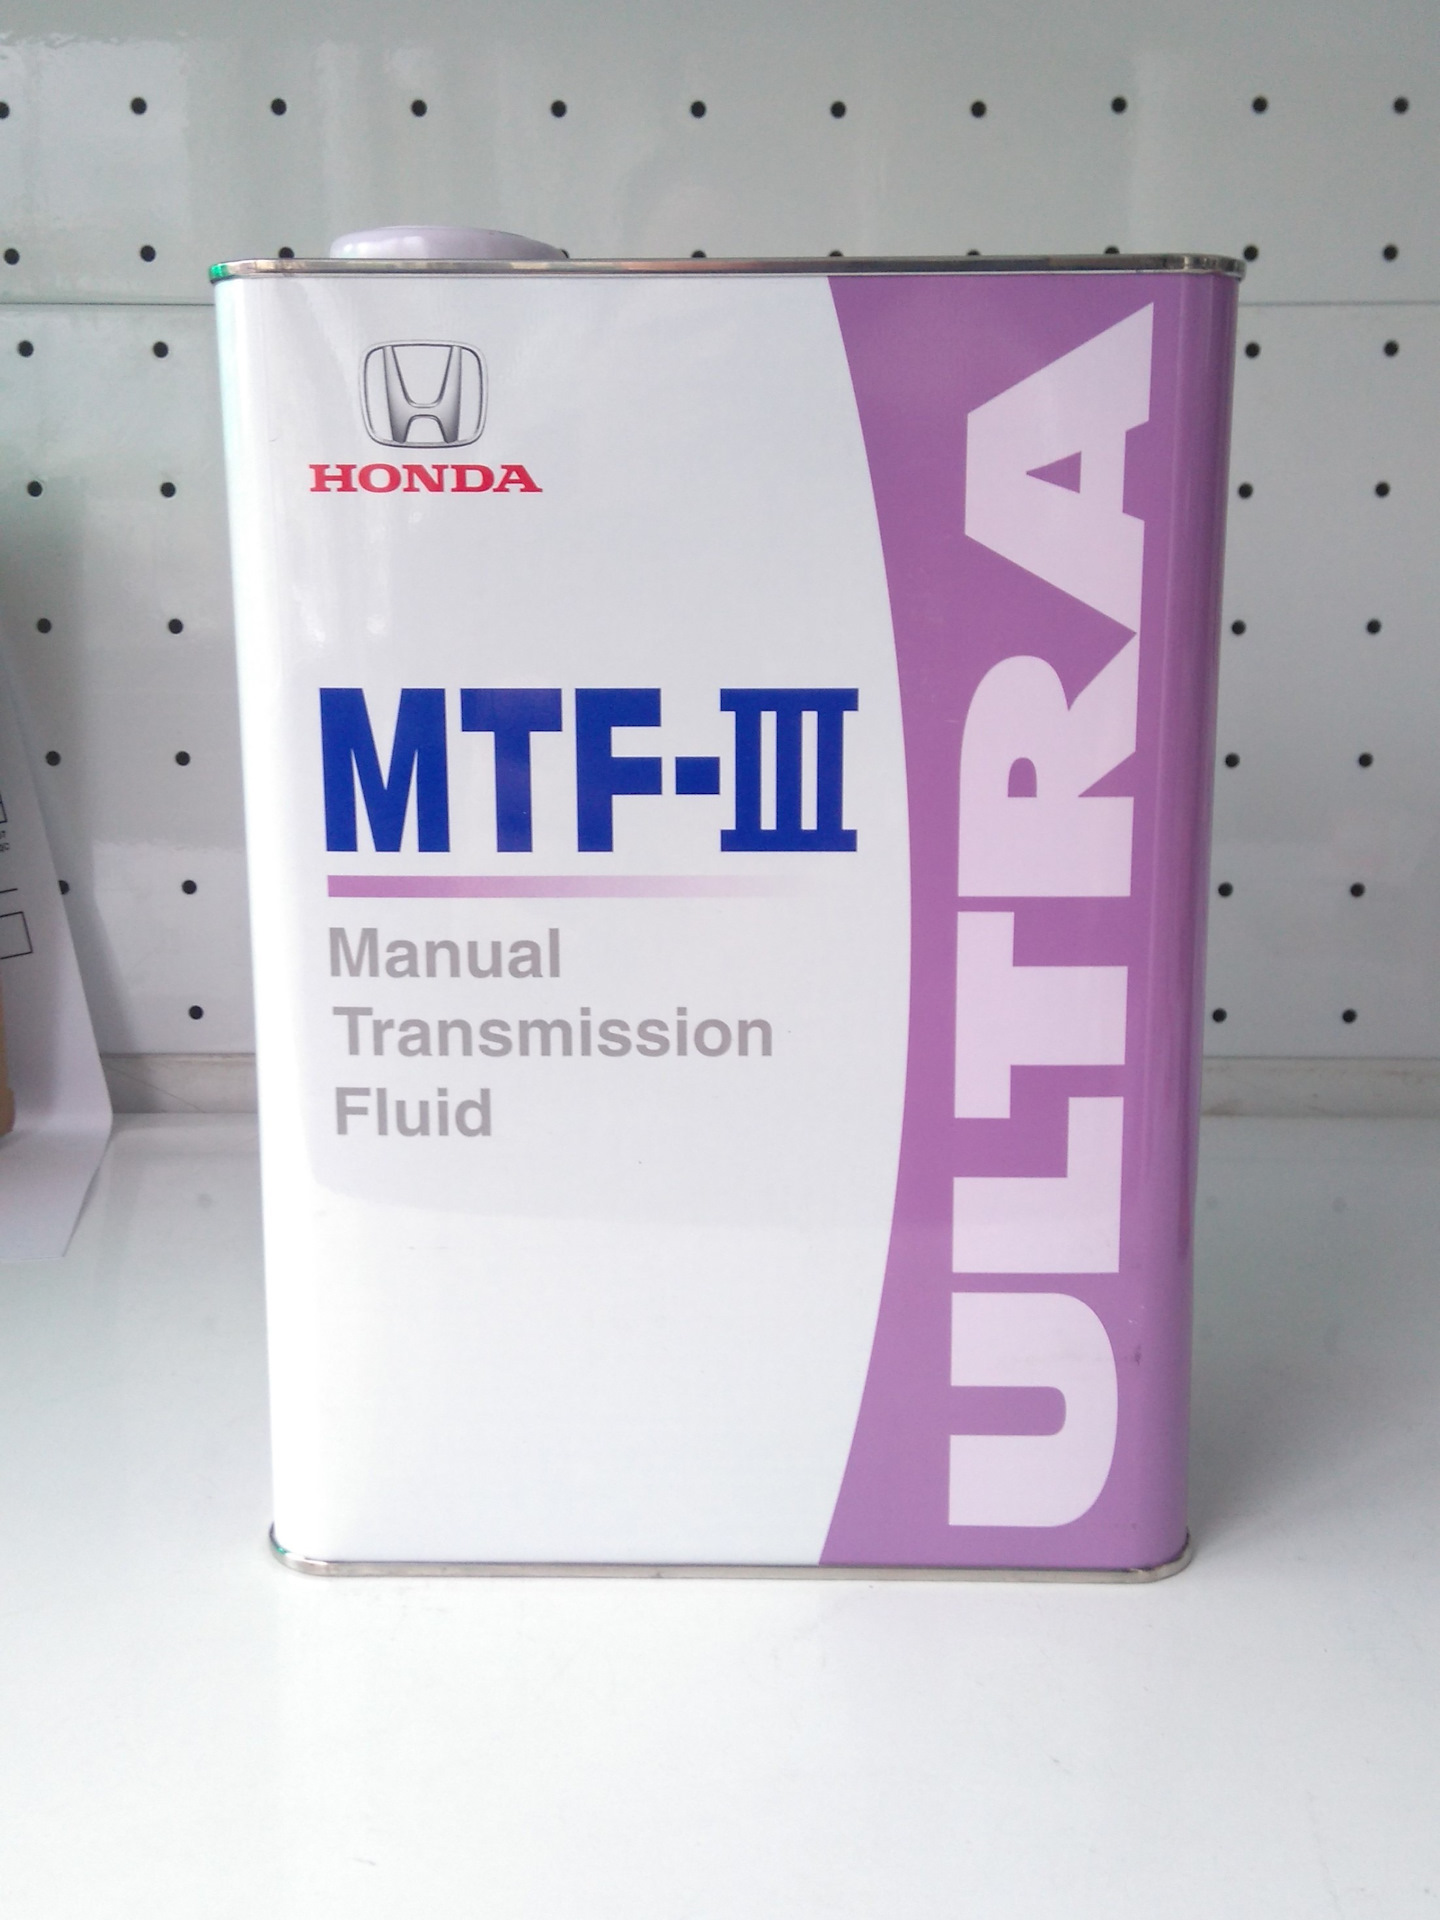 HONDA
MTF-III
Manual
Transmission
Fluid
ULTRA